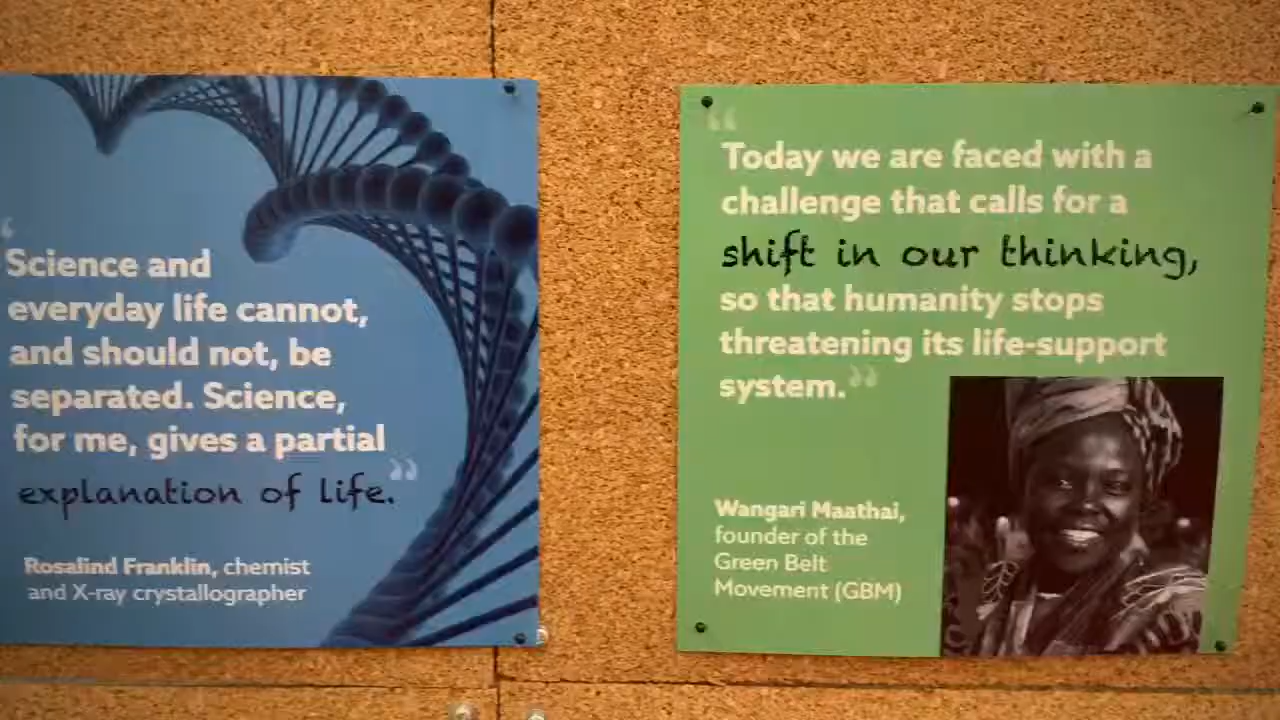 “
Science and
everyday life cannot,
and should not, be
separated. Science,
for me, gives a partial
explanation of life.”
Rosalind Franklin, chemist
and X-ray crystallographer
“
Today we are faced with a
challenge that calls for a
shift in our thinking,
so that humanity stops
threatening its life-support
system.”
Wangari Maathai,
founder of the
Green Belt
Movement (GBM)